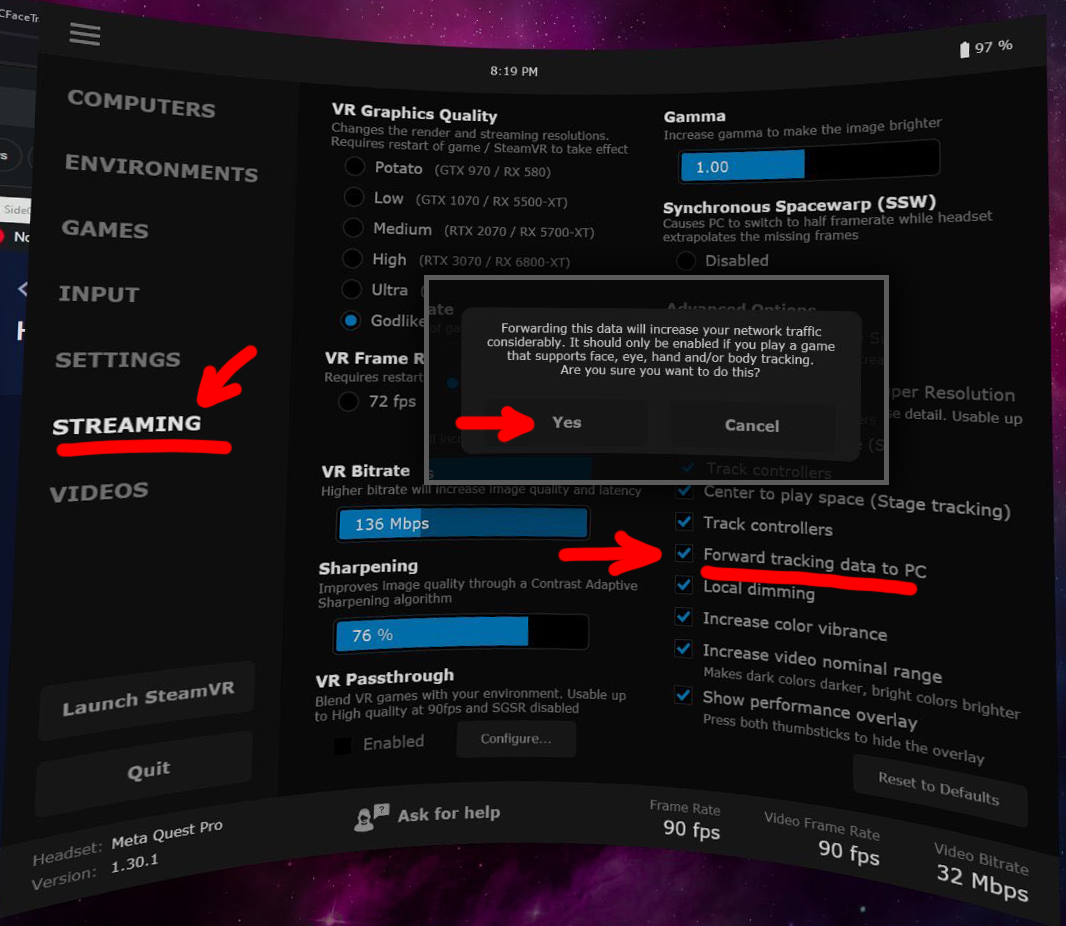 CFaceTr
8:19 PM
97 %
COMPUTERS
ENVIRONMENTS
GAMES
INPUT
SETTINGS
STREAMING
VIDEOS
Launch SteamVR
Quit
VR Graphics Quality
Changes the render and streaming resolutions.
Requires restart of game / SteamVR to take effect
Potato (GTX 970 / RX 580)
Low (GTX 1070 / RX 5500-XT)
Medium (RTX 2070 / RX 5700-XT)
High (RTX 3070 / RX 6800-XT)
Ultra (
Godlike
VR Frame R
Requires restart
72 fps
VR Bitrate
Higher bitrate will increase image quality and latency
136 Mbps
Sharpening
Improves image quality through a Contrast Adaptive
Sharpening algorithm
76 %
VR Passthrough
Blend VR games with your environment. Usable up
to High quality at 90fps and SGSR disabled
Enabled
Configure...
Gamma
Increase gamma to make the image brighter
1.00
Synchronous Spacewarp (SSW)
Causes PC to switch to half framerate while headset
extrapolates the missing frames
Disabled
Advanced Options
per Resolution
se detail. Usable up
Forwarding this data will increase your network traffic
considerably. It should only be enabled if you play a game
that supports face, eye, hand and/or body tracking.
Are you sure you want to do this?
Yes
Cancel
Track controllers
Center to play space (Stage tracking)
Track controllers
Forward tracking data to PC
Local dimming
Increase color vibrance
Increase video nominal range
Makes dark colors darker, bright colors brighter
Show performance overlay
Press both thumbsticks to hide the overlay
Reset to Defaults
Headset: Meta Quest Pro
Version: 1.30.1
Ask for help
Frame Rate
90 fps
Video Frame Rate
90 fps
Video Bitrate
32 Mbps